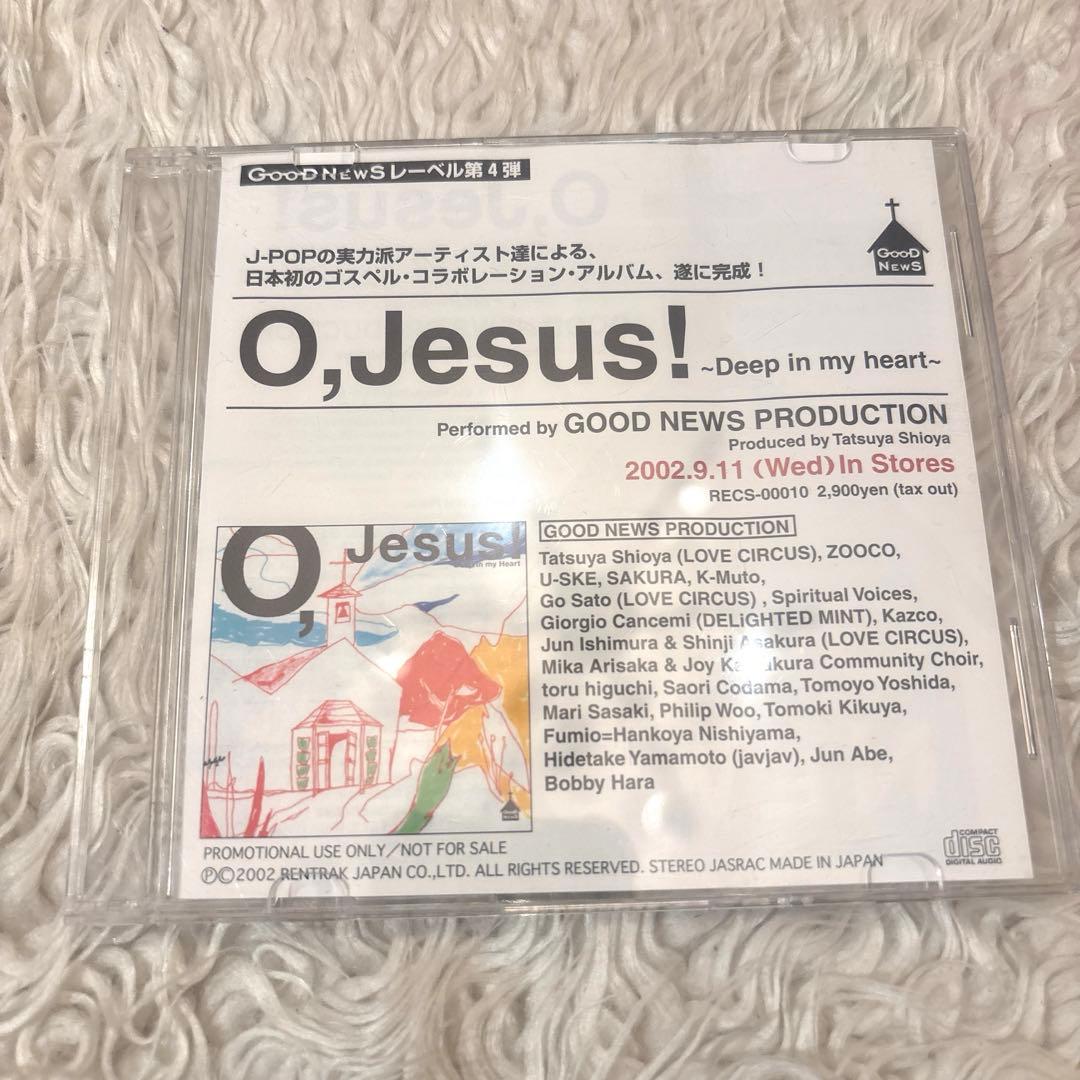 GOOD NEWSレーベル第4弾
J-POPの実力派アーティスト達による、
日本初のゴスペル・コラボレーション・アルバム、遂に完成！
GOOD
NEWS
O,Jesus! ~Deep in my heart~
Performed by GOOD NEWS PRODUCTION
Produced by Tatsuya Shioya
2002.9.11 (Wed) In Stores
RECS-00010 2,900yen (tax out)
O, Jesus!
in my Heart
GOOD NEWS PRODUCTION
Tatsuya Shioya (LOVE CIRCUS), ZOOCO,
U-SKE, SAKURA, K-Muto,
Go Sato (LOVE CIRCUS) , Spiritual Voices,
Giorgio Cancemi (DELiGHTED MINT), Kazco,
Jun Ishimura & Shinji Asakura (LOVE CIRCUS),
Mika Arisaka & Joy Community Choir,
toru higuchi, Saori Codama, Tomoyo Yoshida,
Mari Sasaki, Philip Woo, Tomoki Kikuya,
Fumio=Hankoya Nishiyama,
Hidetake Yamamoto (javjav), Jun Abe,
Bobby Hara
PROMOTIONAL USE ONLY／NOT FOR SALE
ⓅⒸ2002 RENTRAK JAPAN CO.,LTD. ALL RIGHTS RESERVED. STEREO JASRAC MADE IN JAPAN
COMPACT
disc
DIGITAL AUDIO